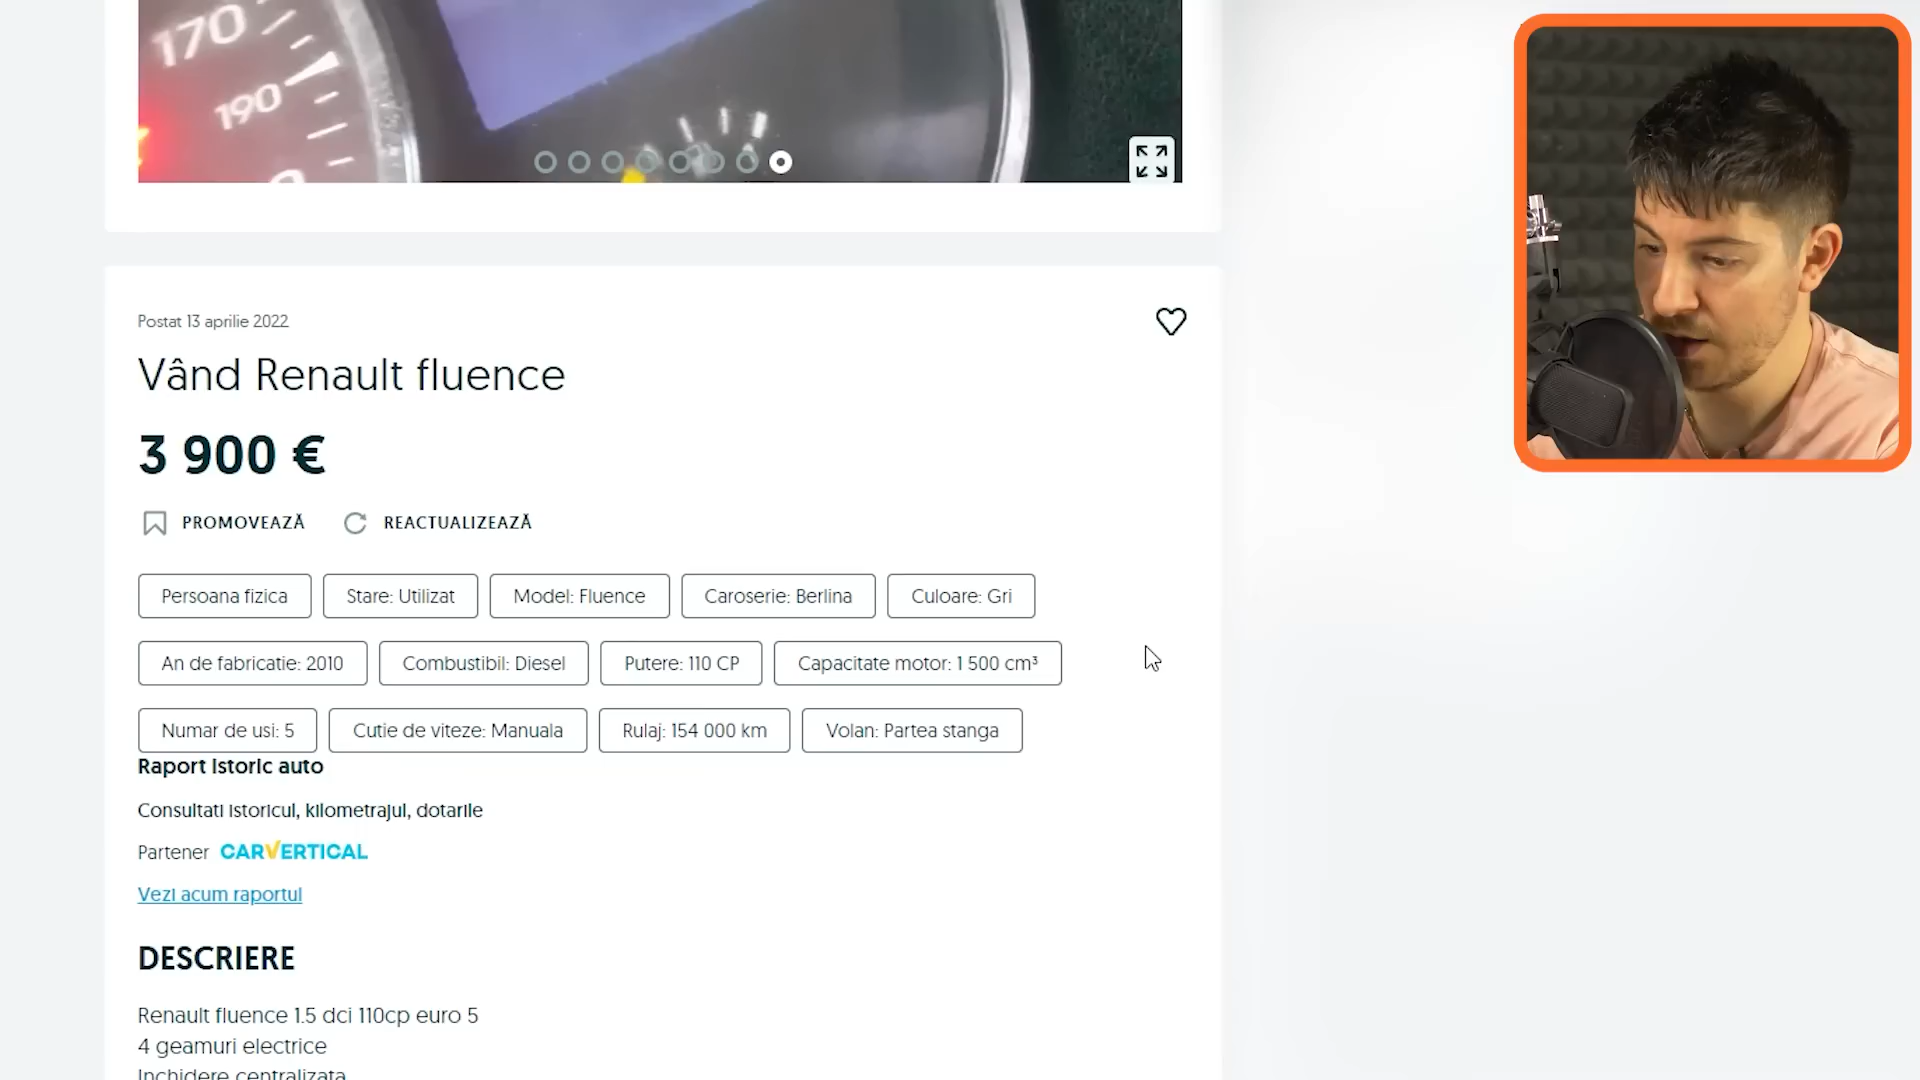 170
190
Postat 13 aprilie 2022
Vând Renault fluence
3 900 €
PROMOVEAZĂ REACTUALIZEAZĂ
Persoana fizica Stare: Utilizat Model: Fluence Caroserie: Berlina Culoare: Gri
An de fabricatie: 2010 Combustibil: Diesel Putere: 110 CP Capacitate motor: 1 500 cm³
Numar de usi: 5 Cutie de viteze: Manuala Rulaj: 154 000 km Volan: Partea stanga
Raport istoric auto
Consultati istoricul, kilometrajul, dotarile
Partener CARVERTICAL
Vezi acum raportul
DESCRIERE
Renault fluence 1.5 dci 110cp euro 5
4 geamuri electrice
Inchidere centralizata